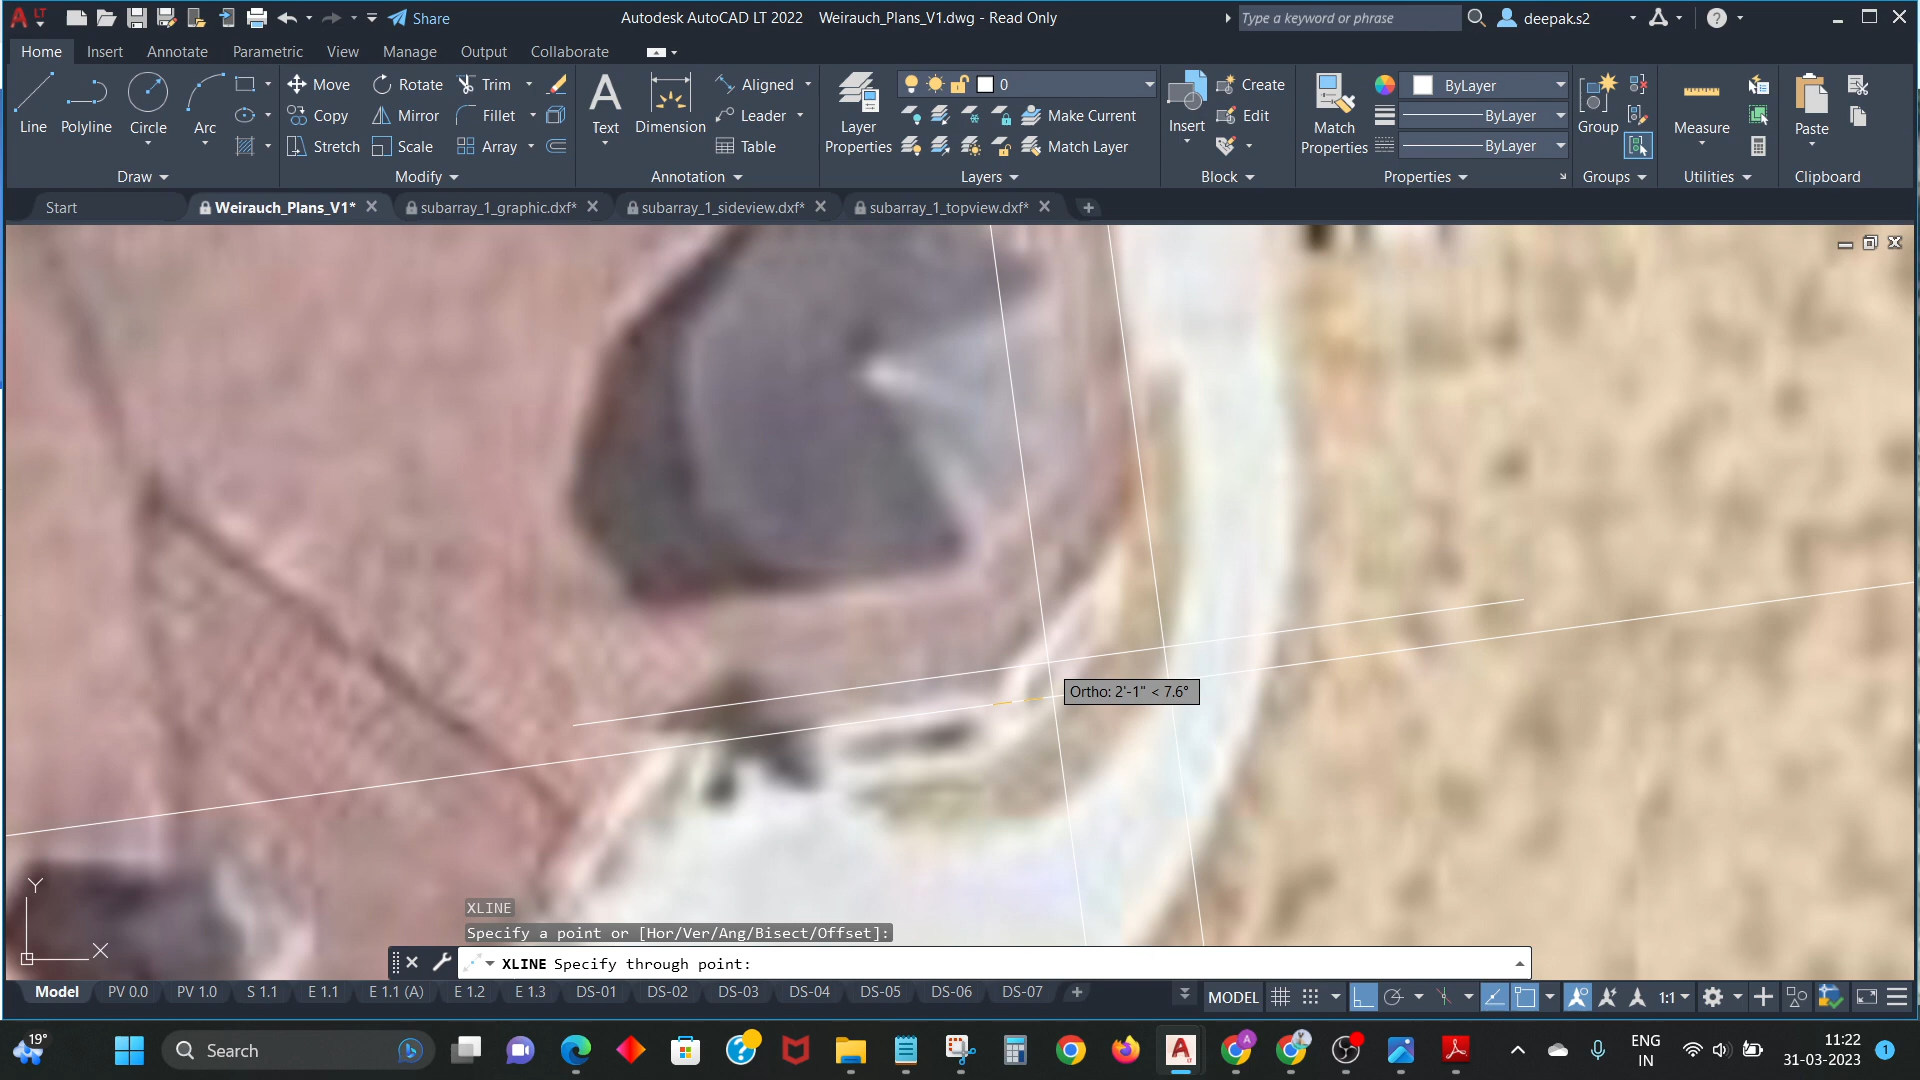 Share
Autodesk AutoCAD LT 2022 Weirauch_Plans_V1.dwg - Read Only
Type a keyword or phrase
deepak.s2
Home Insert Annotate Parametric View Manage Output Collaborate
Line Polyline Circle Arc
Draw
Move Rotate Trim
Copy Mirror Fillet
Stretch Scale Array
Modify
Text Dimension
Aligned
Leader
Table
Annotation
Layer Properties
0
Make Current
Match Layer
Layers
Insert
Create
Edit
Block
Match Properties
ByLayer
ByLayer
ByLayer
Properties
Group
Groups
Measure
Utilities
Paste
Clipboard
Start Weirauch_Plans_V1* subarray_1_graphic.dxf* subarray_1_sideview.dxf* subarray_1_topview.dxf*
Ortho: 2'-1" < 7.6°
Y
X
XLINE
Specify a point or [Hor/Ver/Ang/Bisect/Offset]:
XLINE Specify through point:
Model PV 0.0 PV 1.0 S 1.1 E 1.1 E 1.1 (A) E 1.2 E 1.3 DS-01 DS-02 DS-03 DS-04 DS-05 DS-06 DS-07
MODEL 1:1
19°
Search
ENG
IN
11:22
31-03-2023
1